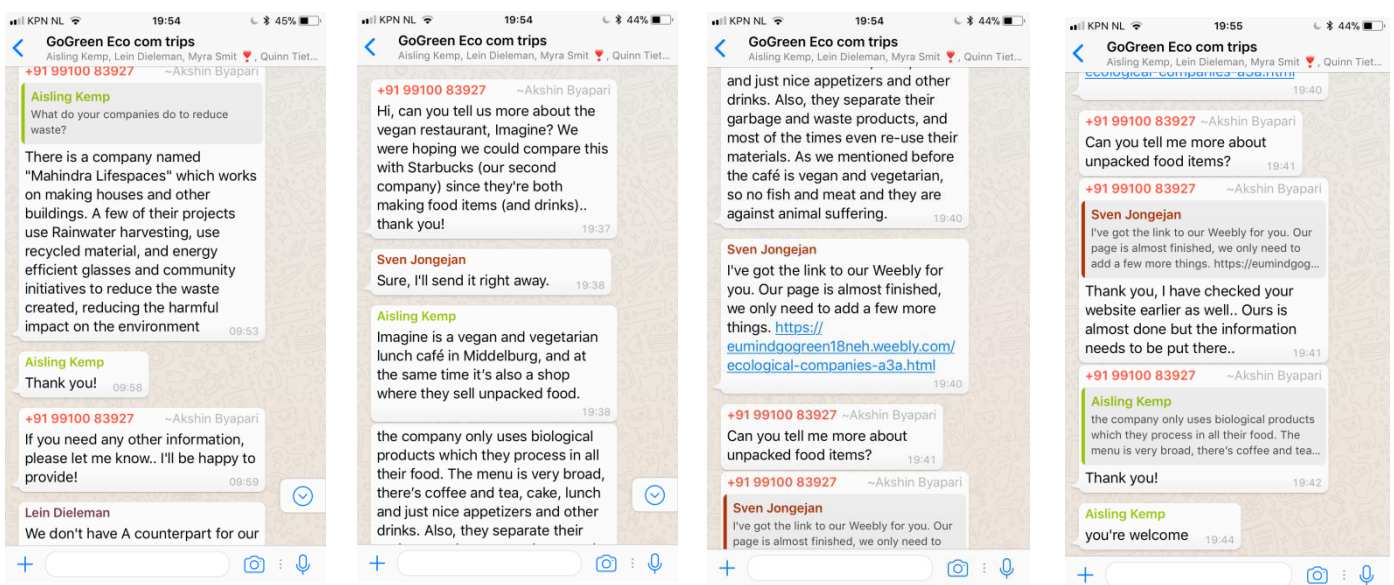 KPN NL 19:54 45%
GoGreen Eco com trips
Aisling Kemp, Lein Dieleman, Myra Smit ❣️, Quinn Tiet...
+91 99100 83927 ~Akshin Byapari
Aisling Kemp
What do your companies do to reduce
waste?
There is a company named
"Mahindra Lifespaces" which works
on making houses and other
buildings. A few of their projects
use Rainwater harvesting, use
recycled material, and energy
efficient glasses and community
initiatives to reduce the waste
created, reducing the harmful
impact on the environment 09:53
Aisling Kemp
Thank you! 09:58
+91 99100 83927 ~Akshin Byapari
If you need any other information,
please let me know.. I'll be happy to
provide! 09:59
Lein Dieleman
We don't have A counterpart for our
KPN NL 19:54 44%
GoGreen Eco com trips
Aisling Kemp, Lein Dieleman, Myra Smit ❣️, Quinn Tiet...
+91 99100 83927 ~Akshin Byapari
Hi, can you tell us more about the
vegan restaurant, Imagine? We
were hoping we could compare this
with Starbucks (our second
company) since they're both
making food items (and drinks)..
thank you! 19:37
Sven Jongejan
Sure, I'll send it right away. 19:38
Aisling Kemp
Imagine is a vegan and vegetarian
lunch café in Middelburg, and at
the same time it's also a shop
where they sell unpacked food.
19:38
the company only uses biological
products which they process in all
their food. The menu is very broad,
there's coffee and tea, cake, lunch
and just nice appetizers and other
drinks. Also, they separate their
KPN NL 19:54 44%
GoGreen Eco com trips
Aisling Kemp, Lein Dieleman, Myra Smit ❣️, Quinn Tiet...
and just nice appetizers and other
drinks. Also, they separate their
garbage and waste products, and
most of the times even re-use their
materials. As we mentioned before
the café is vegan and vegetarian,
so no fish and meat and they are
against animal suffering. 19:40
Sven Jongejan
I've got the link to our Weebly for
you. Our page is almost finished,
we only need to add a few more
things. https://
eumindgogreen18neh.weebly.com/
ecological-companies-a3a.html
19:40
+91 99100 83927 ~Akshin Byapari
Can you tell me more about
unpacked food items? 19:41
+91 99100 83927 ~Akshin Byapari
Sven Jongejan
I've got the link to our Weebly for you. Our
page is almost finished, we only need to
KPN NL 19:55 44%
GoGreen Eco com trips
Aisling Kemp, Lein Dieleman, Myra Smit ❣️, Quinn Tiet...
ecological-companies-a3a.html
19:40
+91 99100 83927 ~Akshin Byapari
Can you tell me more about
unpacked food items? 19:41
+91 99100 83927 ~Akshin Byapari
Sven Jongejan
I've got the link to our Weebly for you. Our
page is almost finished, we only need to
add a few more things. https://eumindgog...
Thank you, I have checked your
website earlier as well.. Ours is
almost done but the information
needs to be put there.. 19:41
+91 99100 83927 ~Akshin Byapari
Aisling Kemp
the company only uses biological products
which they process in all their food. The
menu is very broad, there's coffee and tea...
Thank you! 19:42
Aisling Kemp
you're welcome 19:44